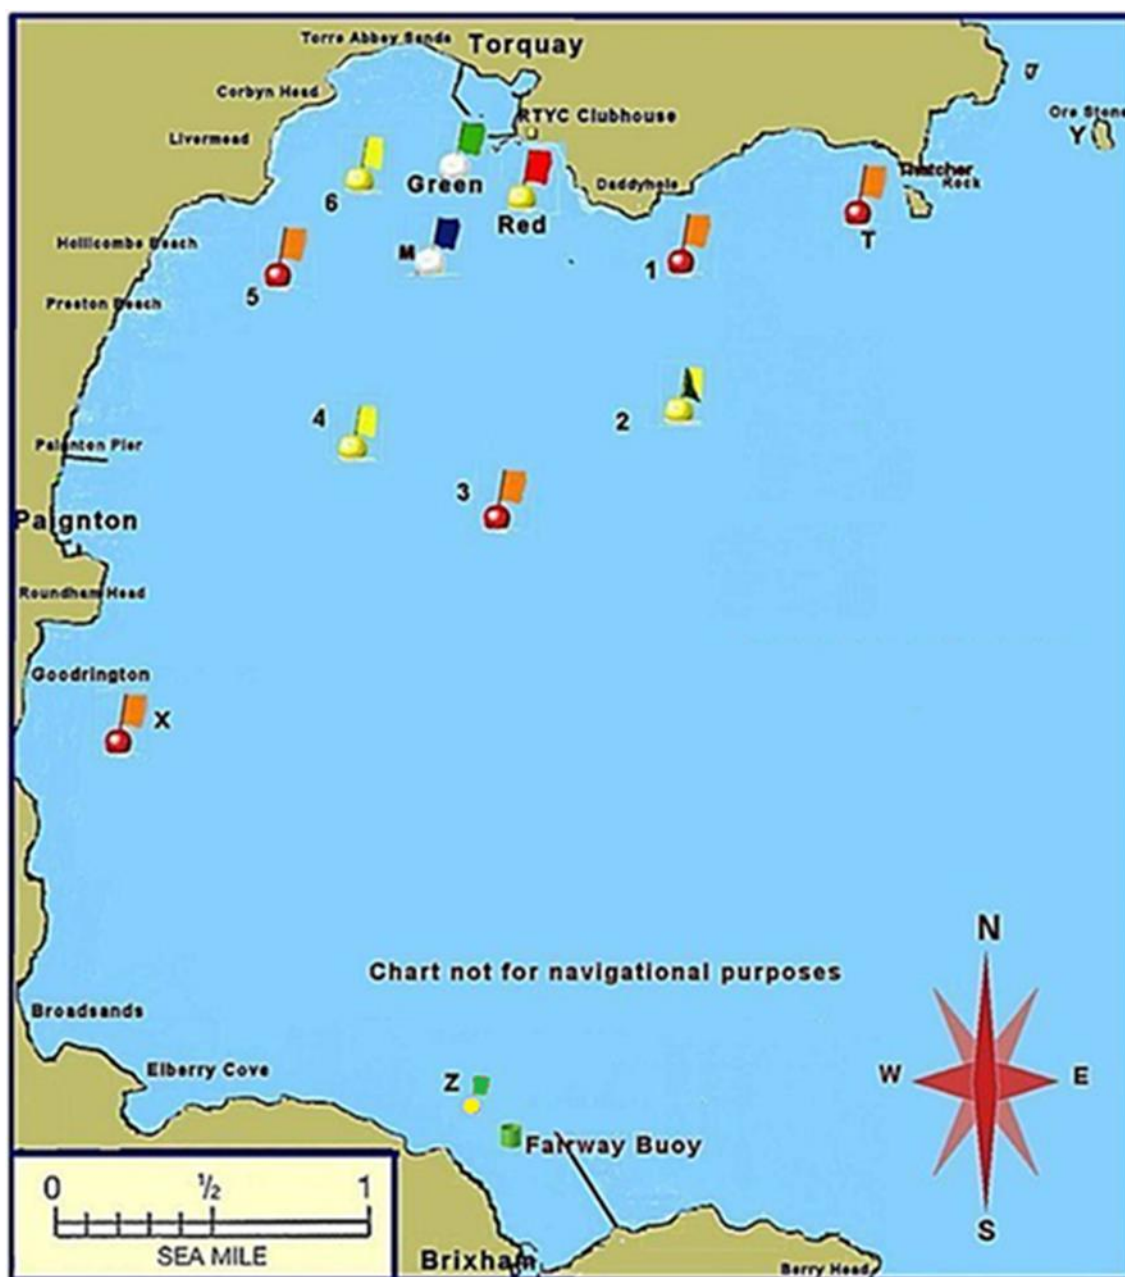 Torre Abbey Sands
Torquay
Corbyn Head
Ore Stone
RTYC Clubhouse
Y
Livermead
Thatcher
Rock
Green
Daddyhole
6
Red
T
Hollicombe Beach
M
1
5
Preston Beach
4
2
Paignton Pier
3
Paignton
Roundham Head
Goodrington
X
N
Chart not for navigational purposes
Broadsands
Elberry Cove
W
E
Z
Fairway Buoy
0
½
1
S
SEA MILE
Brixham
Berry Head